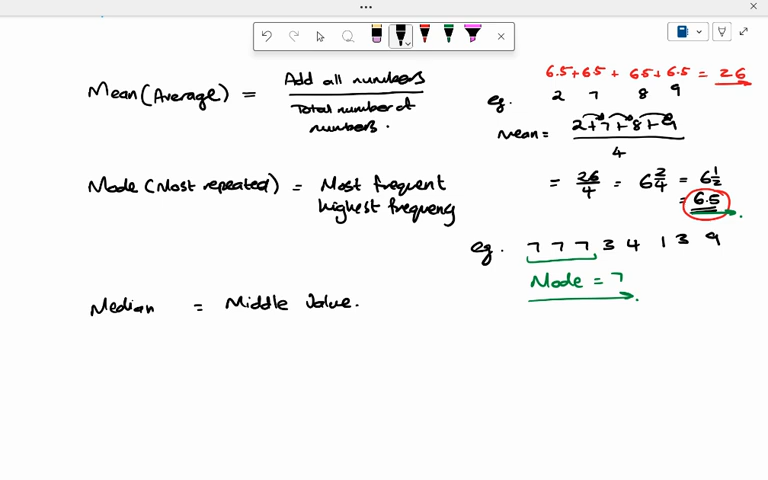 6.5+6.5 + 6.5+6.5 = 26
Mean (Average) = Add all numbers
Total number of
numbers.
eg. 2 7 8 9
Mean = 2+7+8+9
4
= 26/4 = 6 2/4 = 6 1/2
= 6.5
Mode (Most repeated) = Most frequent
highest frequency
eg. 7 7 7 3 4 1 3 9
Mode = 7
Median = Middle Value.